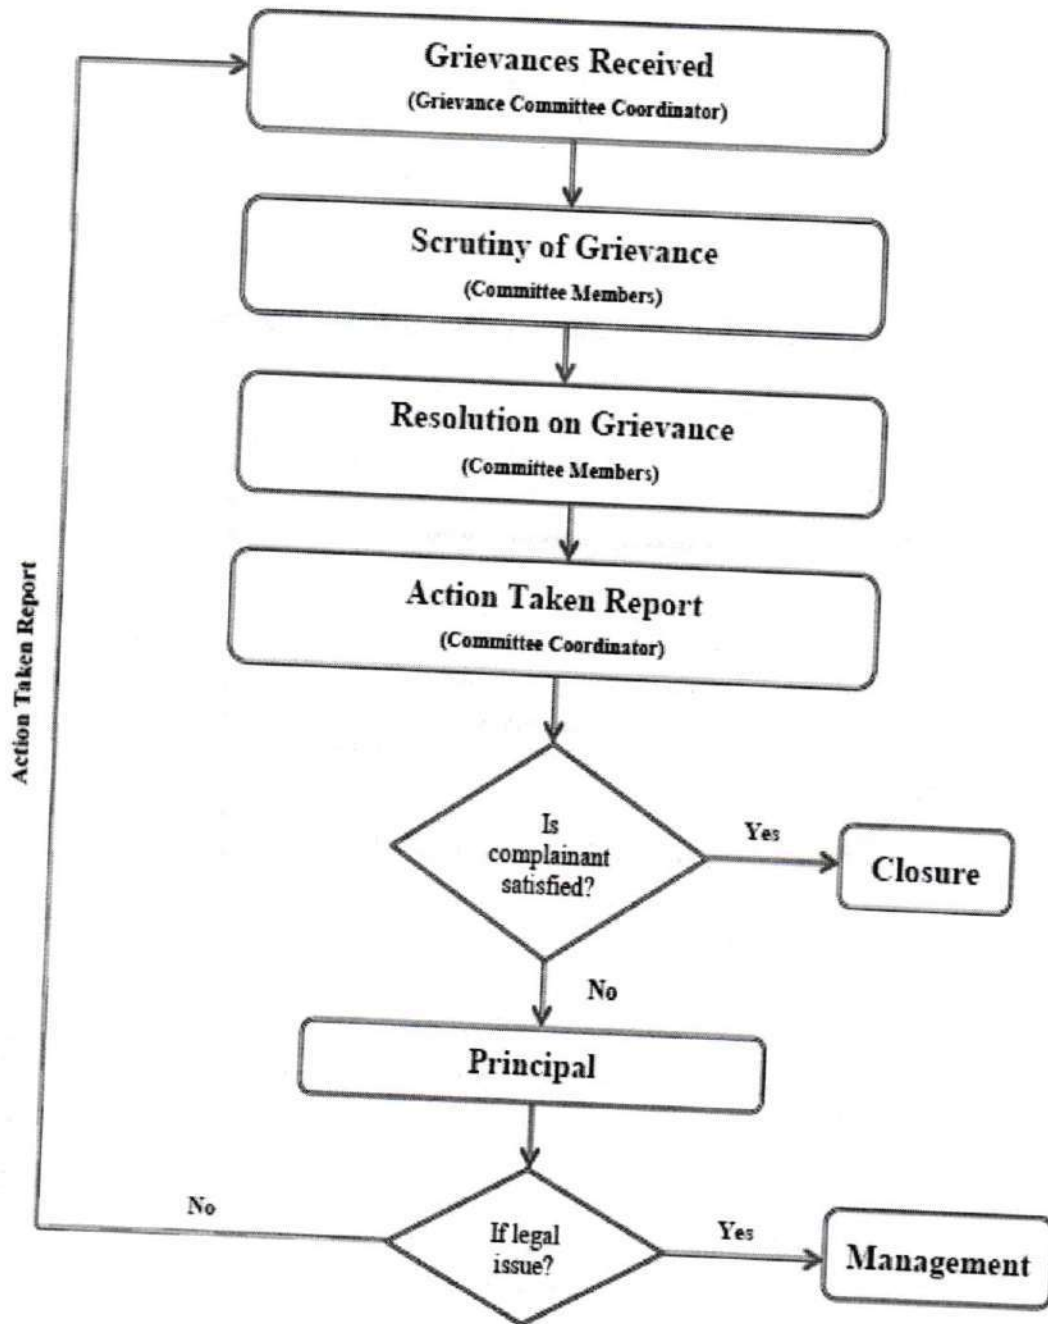 Grievances Received
(Grievance Committee Coordinator)
Scrutiny of Grievance
(Committee Members)
Resolution on Grievance
(Committee Members)
Action Taken Report
(Committee Coordinator)
Action Taken Report
Is
complainant
satisfied?
Yes
Closure
No
Principal
No
If legal
issue?
Yes
Management